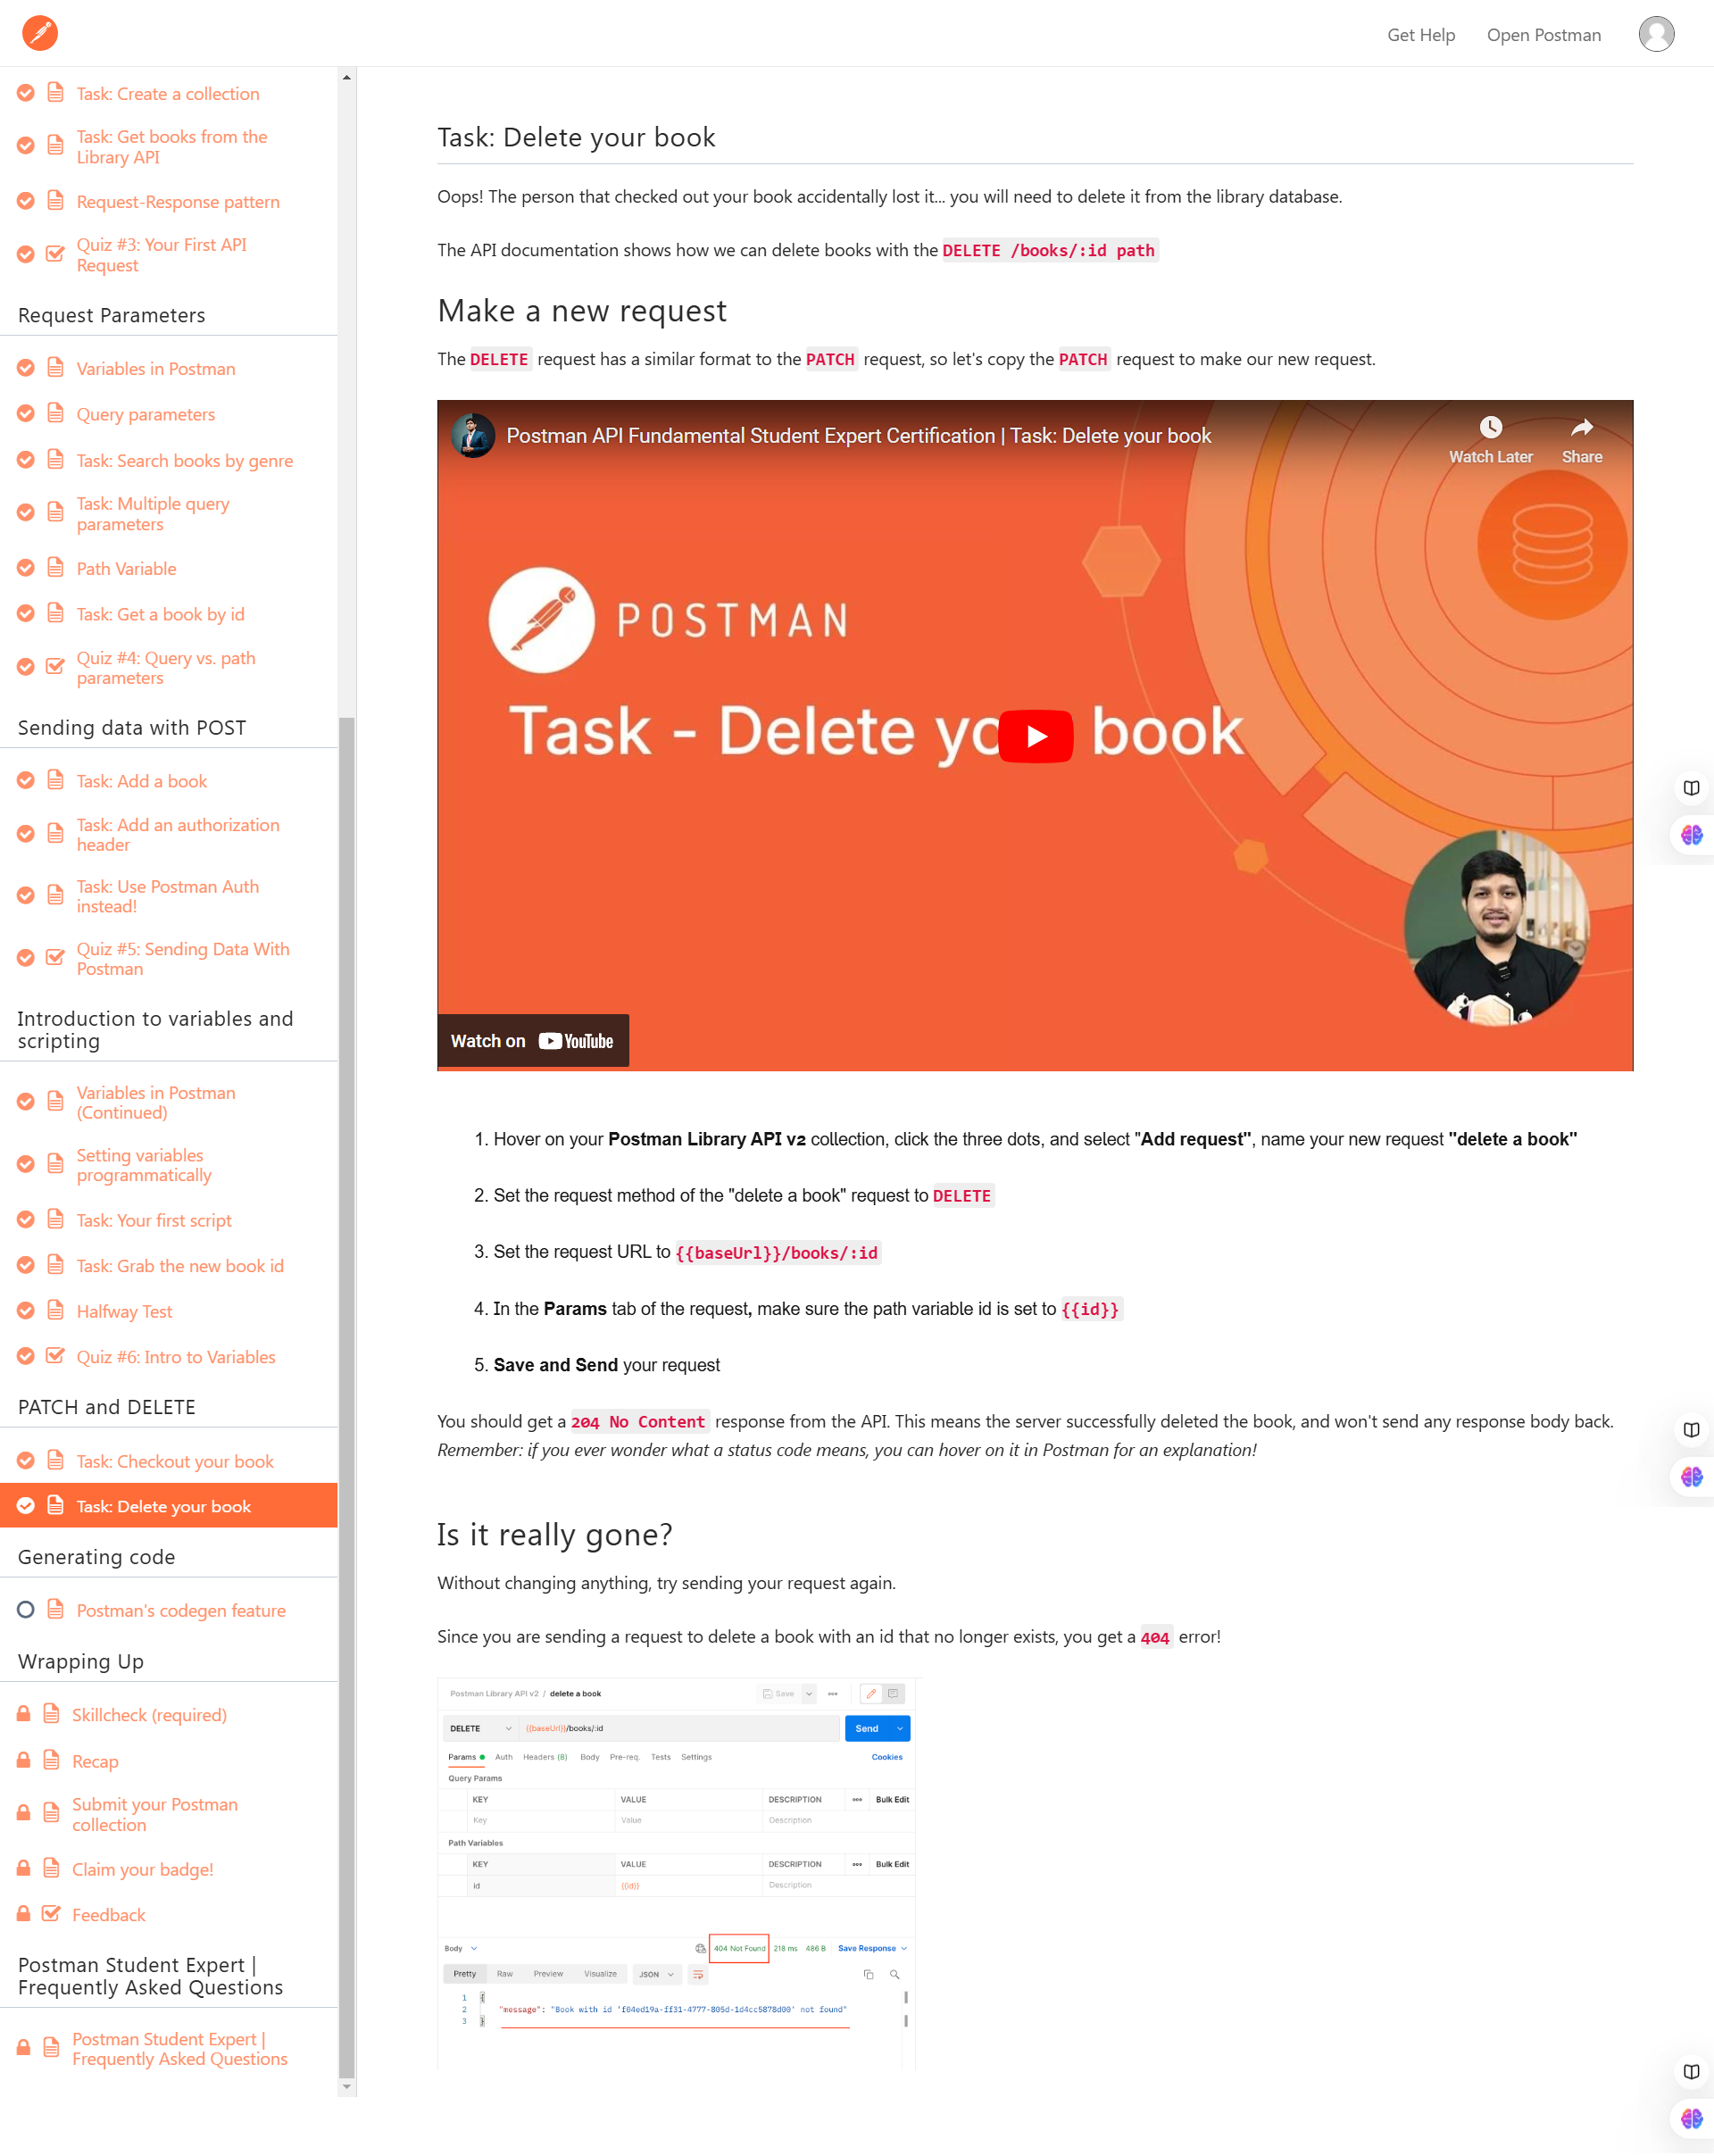 Get Help
Open Postman
Task: Create a collection
Task: Get books from the
Library API
Request-Response pattern
Quiz #3: Your First API
Request
Request Parameters
Variables in Postman
Query parameters
Task: Search books by genre
Task: Multiple query
parameters
Path Variable
Task: Get a book by id
Quiz #4: Query vs. path
parameters
Sending data with POST
Task: Add a book
Task: Add an authorization
header
Task: Use Postman Auth
instead!
Quiz #5: Sending Data With
Postman
Introduction to variables and
scripting
Variables in Postman
(Continued)
Setting variables
programmatically
Task: Your first script
Task: Grab the new book id
Halfway Test
Quiz #6: Intro to Variables
PATCH and DELETE
Task: Checkout your book
Task: Delete your book
Generating code
Postman's codegen feature
Wrapping Up
Skillcheck (required)
Recap
Submit your Postman
collection
Claim your badge!
Feedback
Postman Student Expert |
Frequently Asked Questions
Postman Student Expert |
Frequently Asked Questions
Task: Delete your book
Oops! The person that checked out your book accidentally lost it... you will need to delete it from the library database.
The API documentation shows how we can delete books with the DELETE /books/:id path
Make a new request
The DELETE request has a similar format to the PATCH request, so let's copy the PATCH request to make our new request.
Postman API Fundamental Student Expert Certification | Task: Delete your book
Watch Later
Share
POSTMAN
Task - Delete yo book
Watch on YouTube
1. Hover on your Postman Library API v2 collection, click the three dots, and select "Add request", name your new request "delete a book"
2. Set the request method of the "delete a book" request to DELETE
3. Set the request URL to {{baseUrl}}/books/:id
4. In the Params tab of the request, make sure the path variable id is set to {{id}}
5. Save and Send your request
You should get a 204 No Content response from the API. This means the server successfully deleted the book, and won't send any response body back.
Remember: if you ever wonder what a status code means, you can hover on it in Postman for an explanation!
Is it really gone?
Without changing anything, try sending your request again.
Since you are sending a request to delete a book with an id that no longer exists, you get a 404 error!
Postman Library API v2 / delete a book
Save
DELETE
{{baseUrl}}/books/:id
Send
Params Auth Headers (8) Body Pre-req. Tests Settings
Cookies
Query Params
KEY VALUE DESCRIPTION Bulk Edit
Key Value Description
Path Variables
KEY VALUE DESCRIPTION Bulk Edit
id {{id}} Description
Body
404 Not Found 218 ms 486 B Save Response
Pretty Raw Preview Visualize JSON
1 {
2 "message": "Book with id 'f04ed19a-ff31-4777-805d-1d4cc5878d00' not found"
3 }